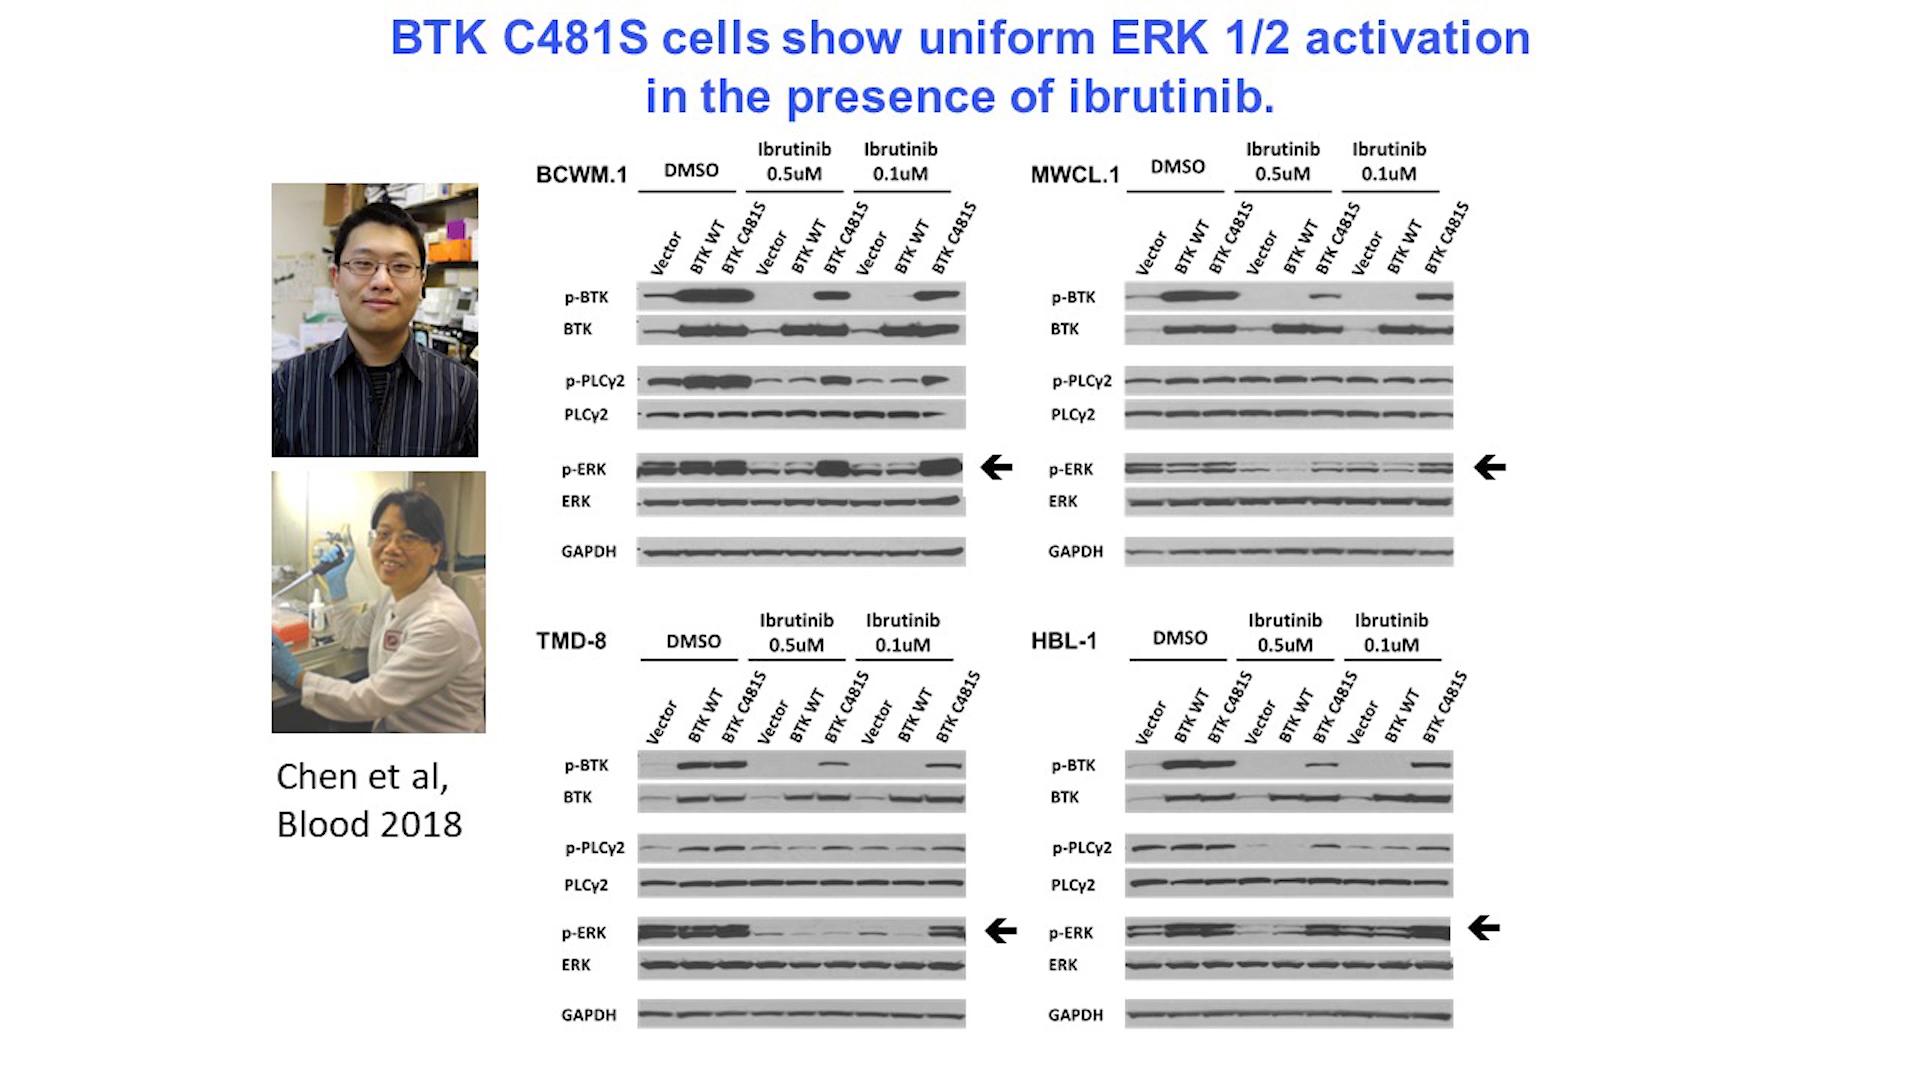 BTK C481S cells show uniform ERK 1/2 activation
in the presence of ibrutinib.
BCWM.1
DMSO
Ibrutinib
0.5uM
Ibrutinib
0.1uM
Vector
BTK WT
BTK C481S
Vector
BTK WT
BTK C481S
Vector
BTK WT
BTK C481S
p-BTK
BTK
p-PLCγ2
PLCγ2
p-ERK
ERK
GAPDH
MWCL.1
DMSO
Ibrutinib
0.5uM
Ibrutinib
0.1uM
Vector
BTK WT
BTK C481S
Vector
BTK WT
BTK C481S
Vector
BTK WT
BTK C481S
p-BTK
BTK
p-PLCγ2
PLCγ2
p-ERK
ERK
GAPDH
TMD-8
DMSO
Ibrutinib
0.5uM
Ibrutinib
0.1uM
Vector
BTK WT
BTK C481S
Vector
BTK WT
BTK C481S
Vector
BTK WT
BTK C481S
p-BTK
BTK
p-PLCγ2
PLCγ2
p-ERK
ERK
GAPDH
HBL-1
DMSO
Ibrutinib
0.5uM
Ibrutinib
0.1uM
Vector
BTK WT
BTK C481S
Vector
BTK WT
BTK C481S
Vector
BTK WT
BTK C481S
p-BTK
BTK
p-PLCγ2
PLCγ2
p-ERK
ERK
GAPDH
Chen et al,
Blood 2018